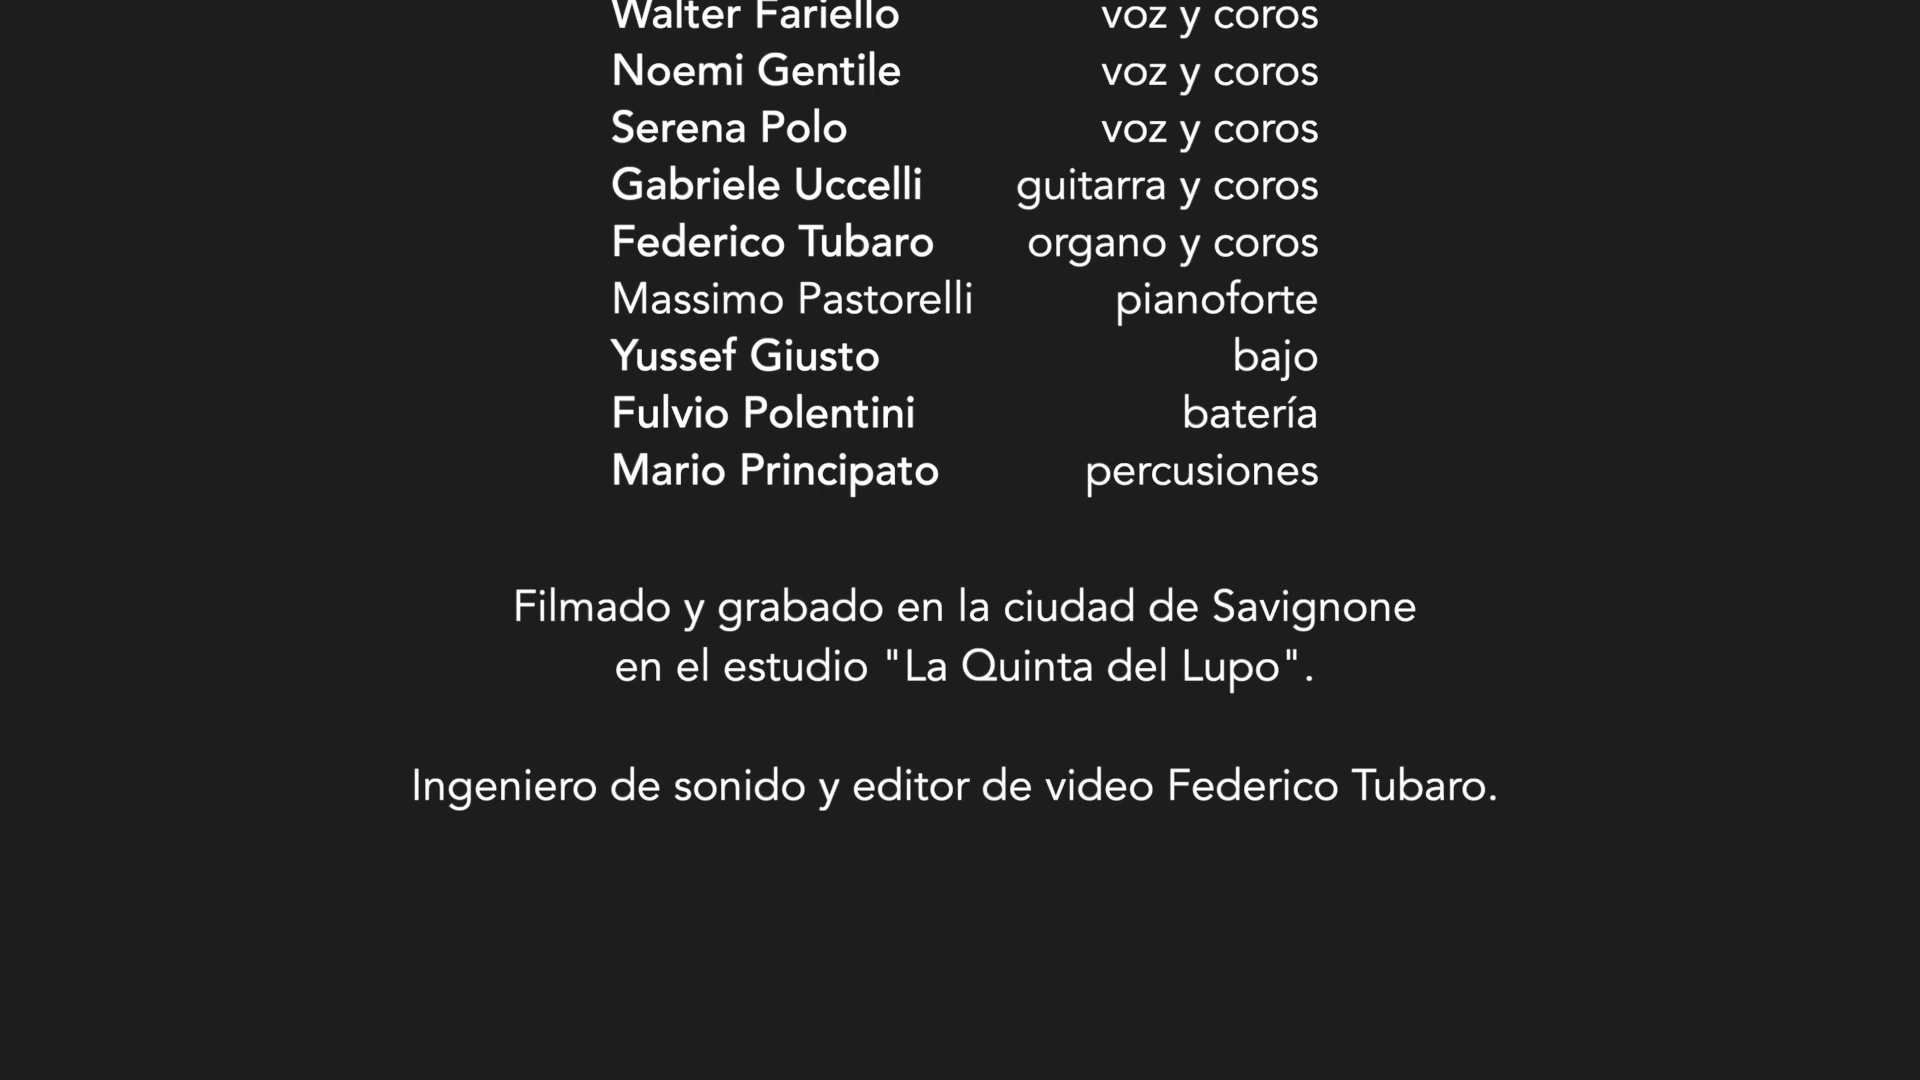 Walter Fariello voz y coros
Noemi Gentile voz y coros
Serena Polo voz y coros
Gabriele Uccelli guitarra y coros
Federico Tubaro organo y coros
Massimo Pastorelli pianoforte
Yussef Giusto bajo
Fulvio Polentini batería
Mario Principato percusiones
Filmado y grabado en la ciudad de Savignone
en el estudio "La Quinta del Lupo".
Ingeniero de sonido y editor de video Federico Tubaro.